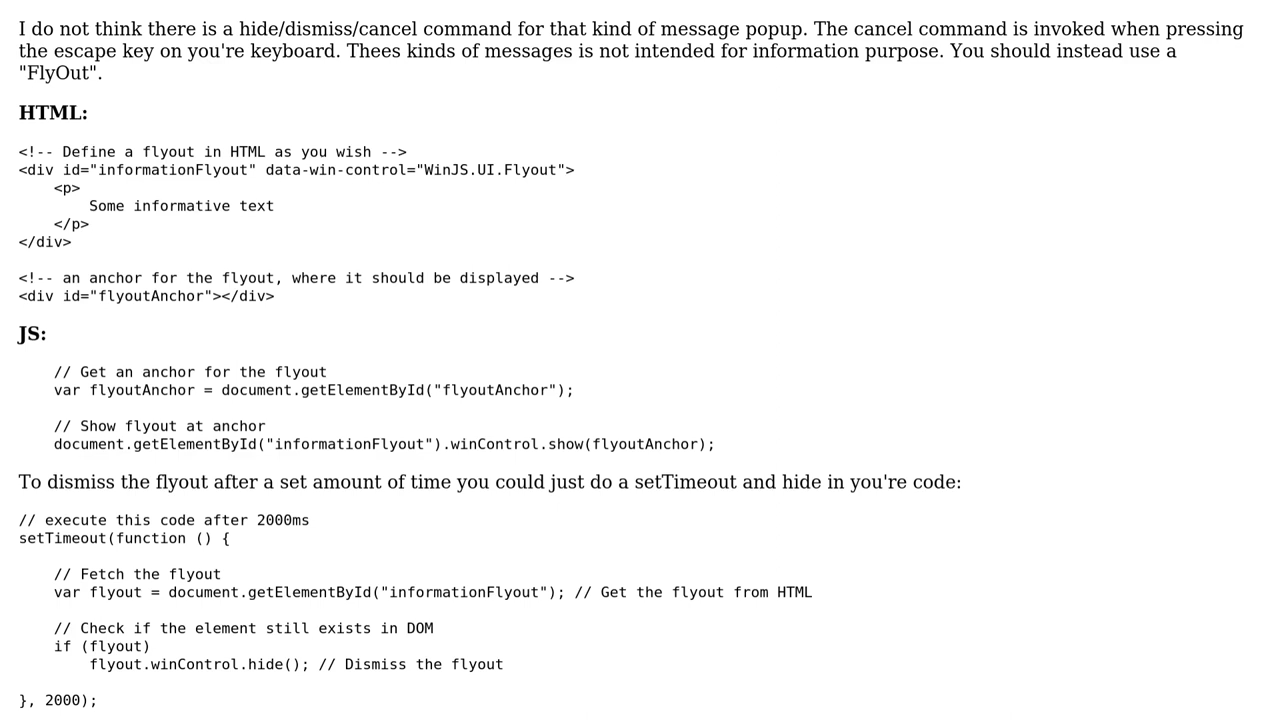 I do not think there is a hide/dismiss/cancel command for that kind of message popup. The cancel command is invoked when pressing
the escape key on you're keyboard. Thees kinds of messages is not intended for information purpose. You should instead use a
"FlyOut".
HTML:
<!-- Define a flyout in HTML as you wish -->
<div id="informationFlyout" data-win-control="WinJS.UI.Flyout">
    <p>
        Some informative text
    </p>
</div>
<!-- an anchor for the flyout, where it should be displayed -->
<div id="flyoutAnchor"></div>
JS:
    // Get an anchor for the flyout
    var flyoutAnchor = document.getElementById("flyoutAnchor");
    // Show flyout at anchor
    document.getElementById("informationFlyout").winControl.show(flyoutAnchor);
To dismiss the flyout after a set amount of time you could just do a setTimeout and hide in you're code:
// execute this code after 2000ms
setTimeout(function () {
    // Fetch the flyout
    var flyout = document.getElementById("informationFlyout"); // Get the flyout from HTML
    // Check if the element still exists in DOM
    if (flyout)
        flyout.winControl.hide(); // Dismiss the flyout
}, 2000);